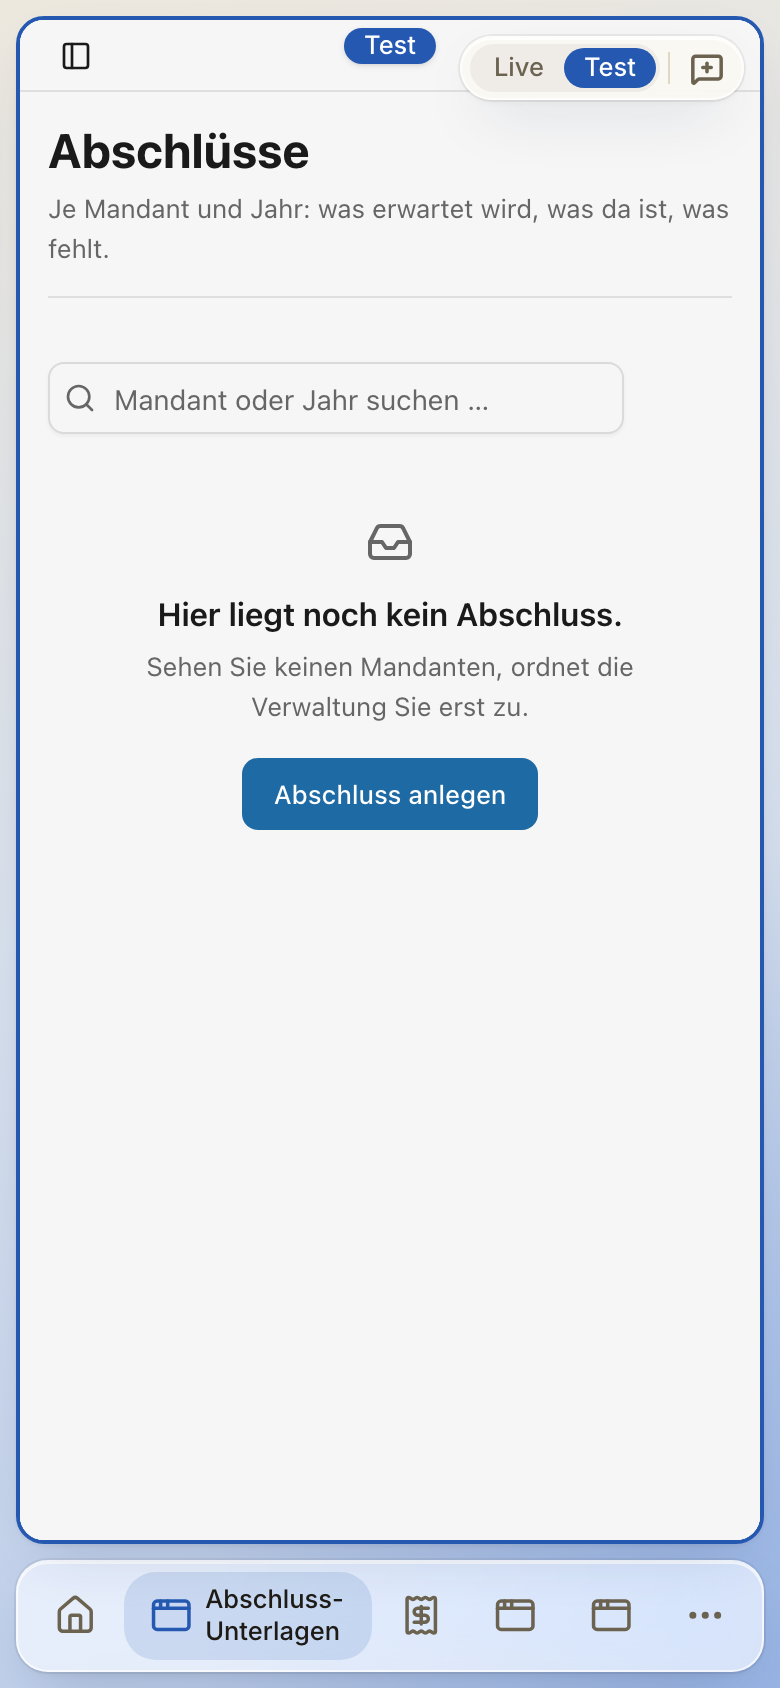 Test
Live
Test
Abschlüsse
Je Mandant und Jahr: was erwartet wird, was da ist, was
fehlt.
Mandant oder Jahr suchen ...
Hier liegt noch kein Abschluss.
Sehen Sie keinen Mandanten, ordnet die
Verwaltung Sie erst zu.
Abschluss anlegen
Abschluss-
Unterlagen